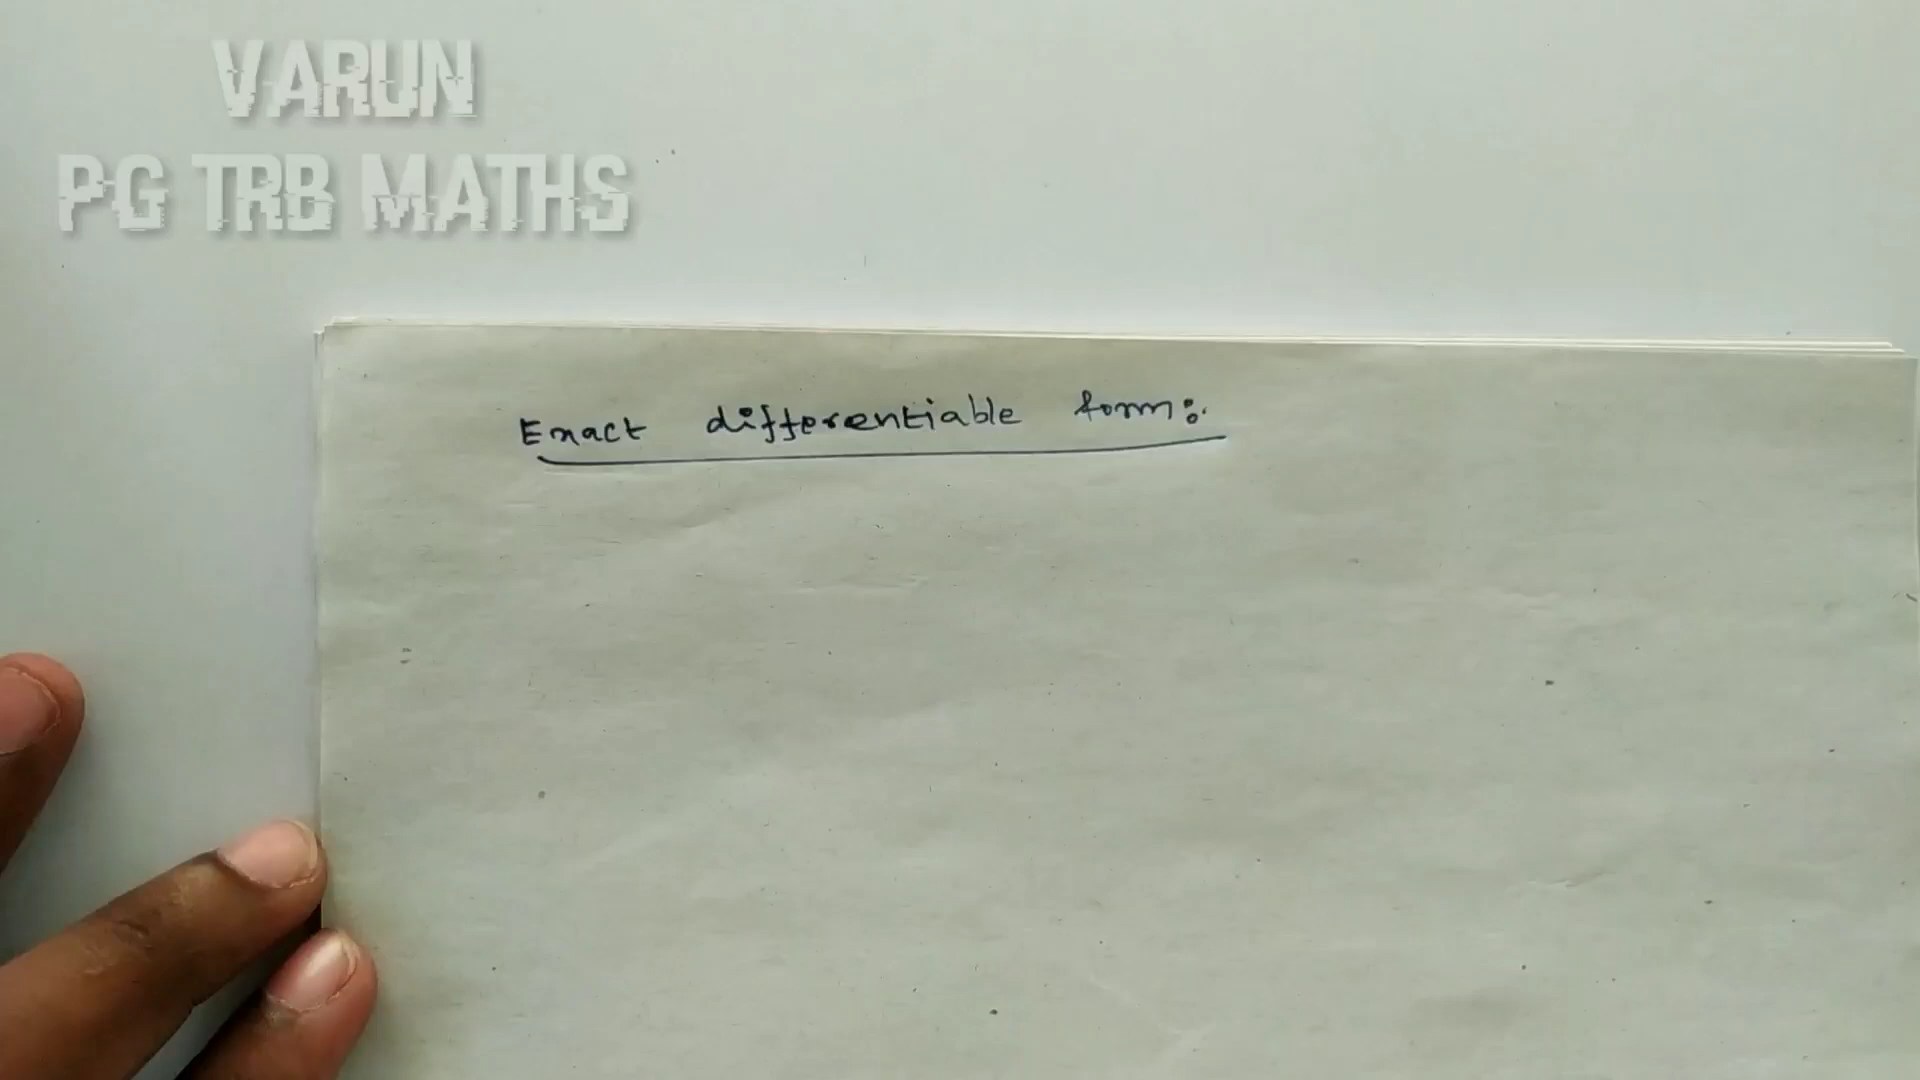 VARUN
PG TRB MATHS
Exact differentiable form: